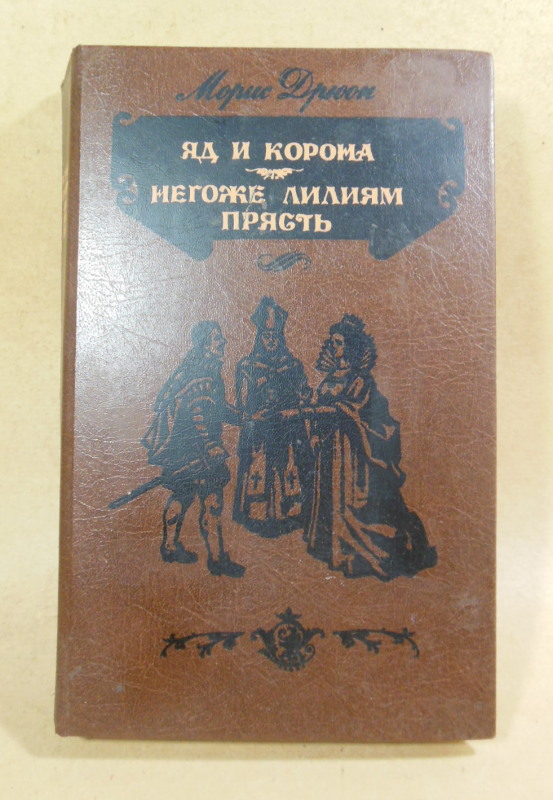 Морис Дрюон
ЯД И КОРОНА
НЕГОЖЕ ЛИЛИЯМ
ПРЯСТЬ